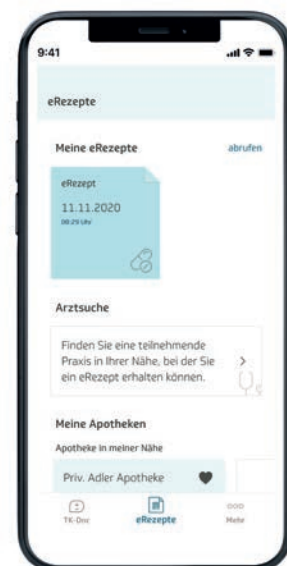 9:41
eRezepte
Meine eRezepte
abrufen
eRezept
11.11.2020
08:29 Uhr
Arztsuche
Finden Sie eine teilnehmende
Praxis in Ihrer Nähe, bei der Sie
ein eRezept erhalten können.
Meine Apotheken
Apotheke in meiner Nähe
Priv. Adler Apotheke
TK-Doc
eRezepte
Mehr